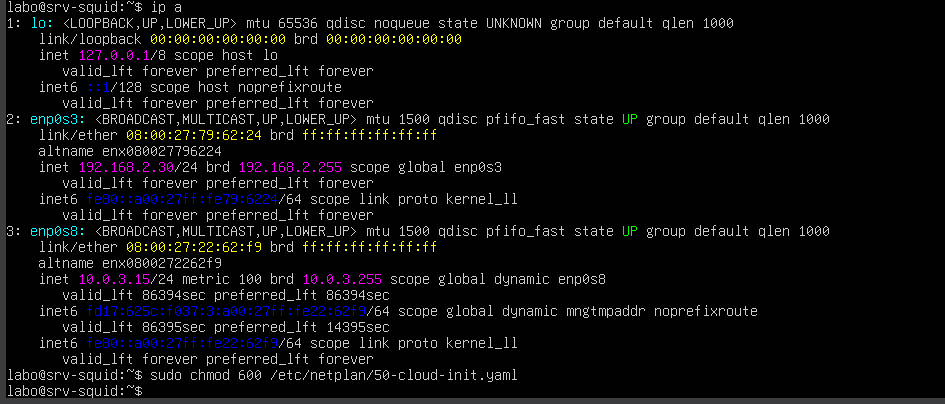 labo@srv-squid:~$ ip a
1: lo: <LOOPBACK,UP,LOWER_UP> mtu 65536 qdisc noqueue state UNKNOWN group default qlen 1000
link/loopback 00:00:00:00:00:00 brd 00:00:00:00:00:00
inet 127.0.0.1/8 scope host lo
valid_lft forever preferred_lft forever
inet6 ::1/128 scope host noprefixroute
valid_lft forever preferred_lft forever
2: enp0s3: <BROADCAST,MULTICAST,UP,LOWER_UP> mtu 1500 qdisc pfifo_fast state UP group default qlen 1000
link/ether 08:00:27:79:62:24 brd ff:ff:ff:ff:ff:ff
altname enx080027796224
inet 192.168.2.30/24 brd 192.168.2.255 scope global enp0s3
valid_lft forever preferred_lft forever
inet6 fe80::a00:27ff:fe79:6224/64 scope link proto kernel_ll
valid_lft forever preferred_lft forever
3: enp0s8: <BROADCAST,MULTICAST,UP,LOWER_UP> mtu 1500 qdisc pfifo_fast state UP group default qlen 1000
link/ether 08:00:27:22:62:f9 brd ff:ff:ff:ff:ff:ff
altname enx0800272262f9
inet 10.0.3.15/24 metric 100 brd 10.0.3.255 scope global dynamic enp0s8
valid_lft 86394sec preferred_lft 86394sec
inet6 fd17:625c:f037:3:a00:27ff:fe22:62f9/64 scope global dynamic mngtmpaddr noprefixroute
valid_lft 86395sec preferred_lft 14395sec
inet6 fe80::a00:27ff:fe22:62f9/64 scope link proto kernel_ll
valid_lft forever preferred_lft forever
labo@srv-squid:~$ sudo chmod 600 /etc/netplan/50-cloud-init.yaml
labo@srv-squid:~$